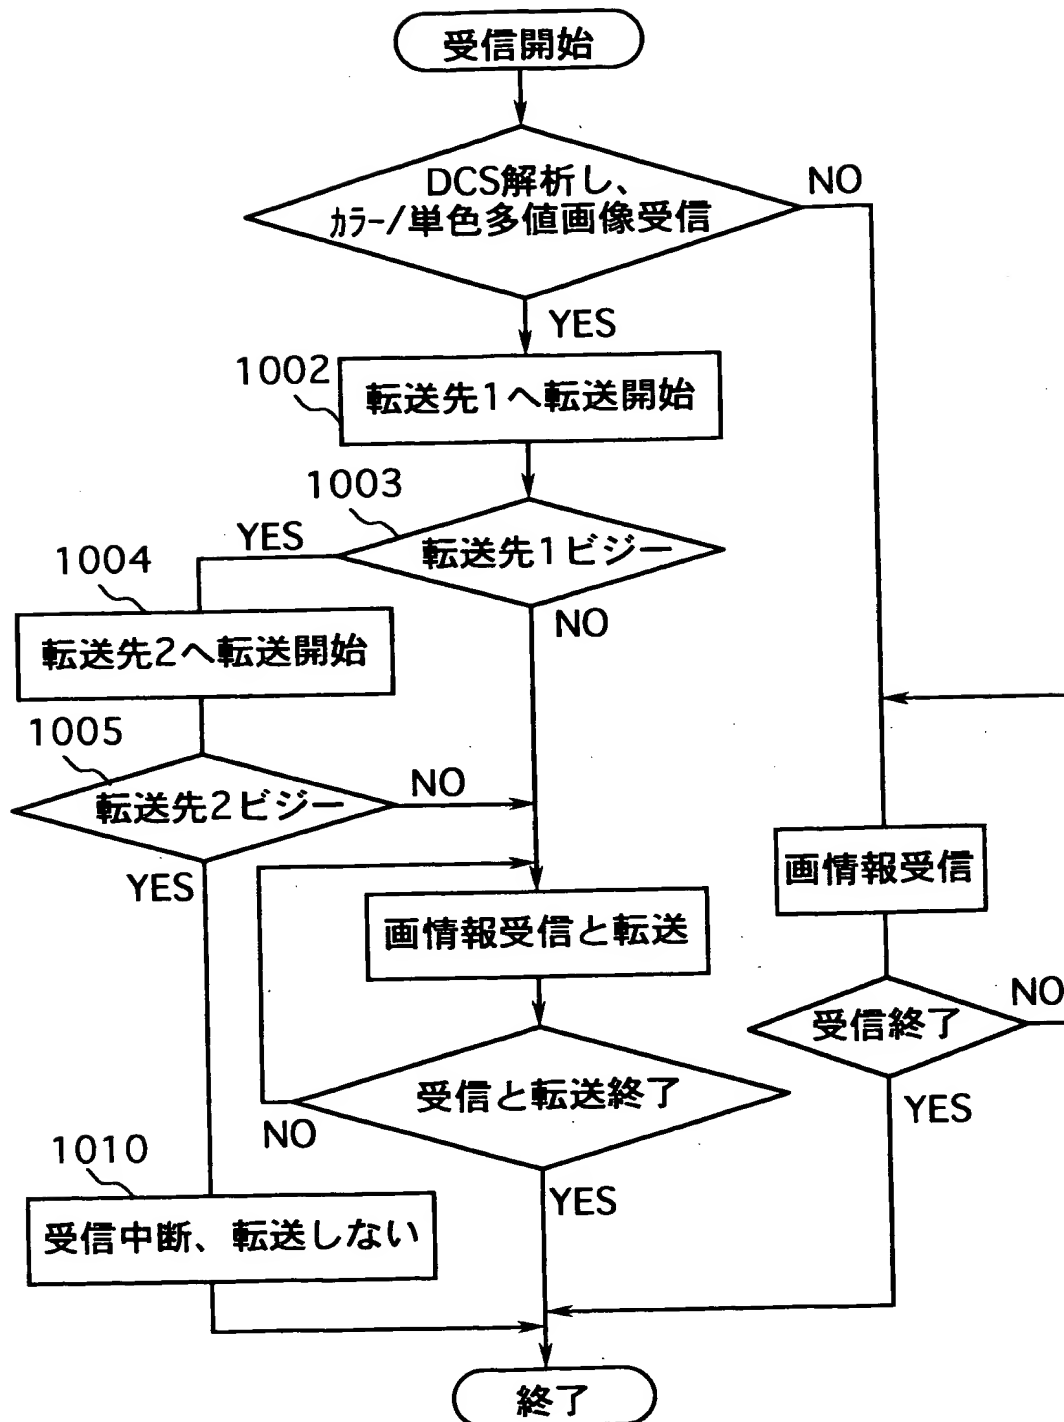 受信開始
DCS解析し、
カラー/単色多値画像受信
NO
YES
1002
転送先1へ転送開始
1003
転送先1ビジー
YES
NO
1004
転送先2へ転送開始
1005
転送先2ビジー
NO
YES
画情報受信
画情報受信と転送
受信終了
NO
YES
受信と転送終了
NO
YES
1010
受信中断、転送しない
終了